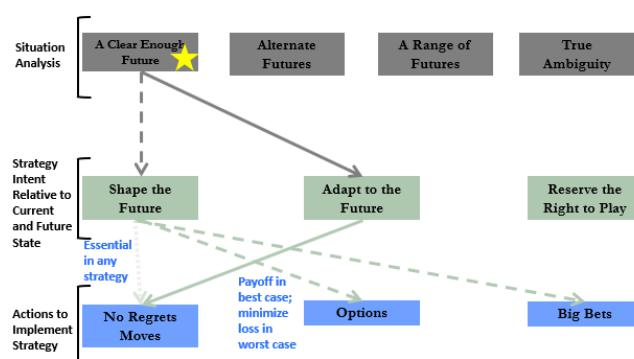 Situation
Analysis
A Clear Enough
Future
Alternate
Futures
A Range of
Futures
True
Ambiguity
Strategy
Intent
Relative to
Current
and Future
State
Shape the
Future
Adapt to the
Future
Reserve the
Right to Play
Essential
in any
strategy
Payoff in
best case;
minimize
loss in
worst case
Actions to
Implement
Strategy
No Regrets
Moves
Options
Big Bets